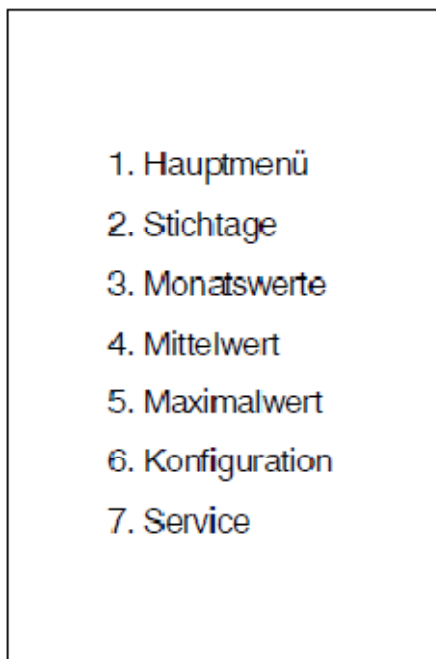 1. Hauptmenü
2. Stichtage
3. Monatswerte
4. Mittelwert
5. Maximalwert
6. Konfiguration
7. Service